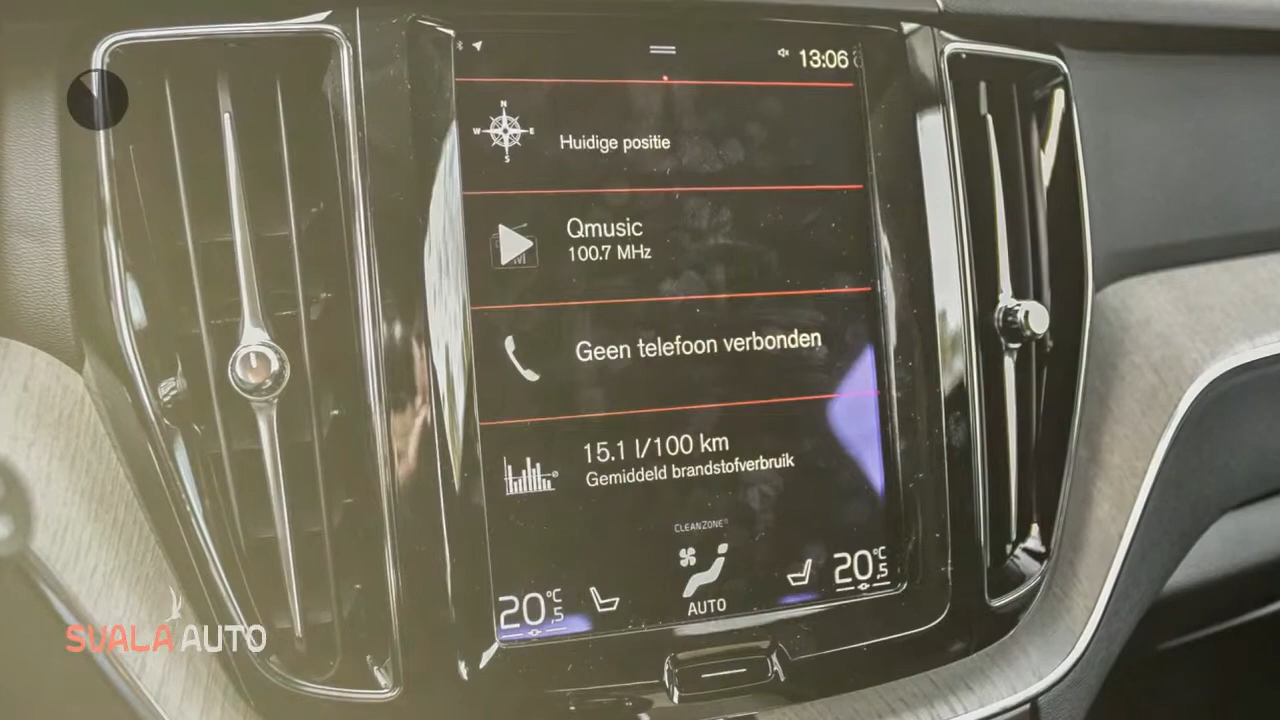 13:06
N
W E
S
Huidige positie
Qmusic
100.7 MHz
Geen telefoon verbonden
15.1 l/100 km
Gemiddeld brandstofverbruik
CLEANZONE
AUTO
20°C,5
20°C,5
SVALA AUTO